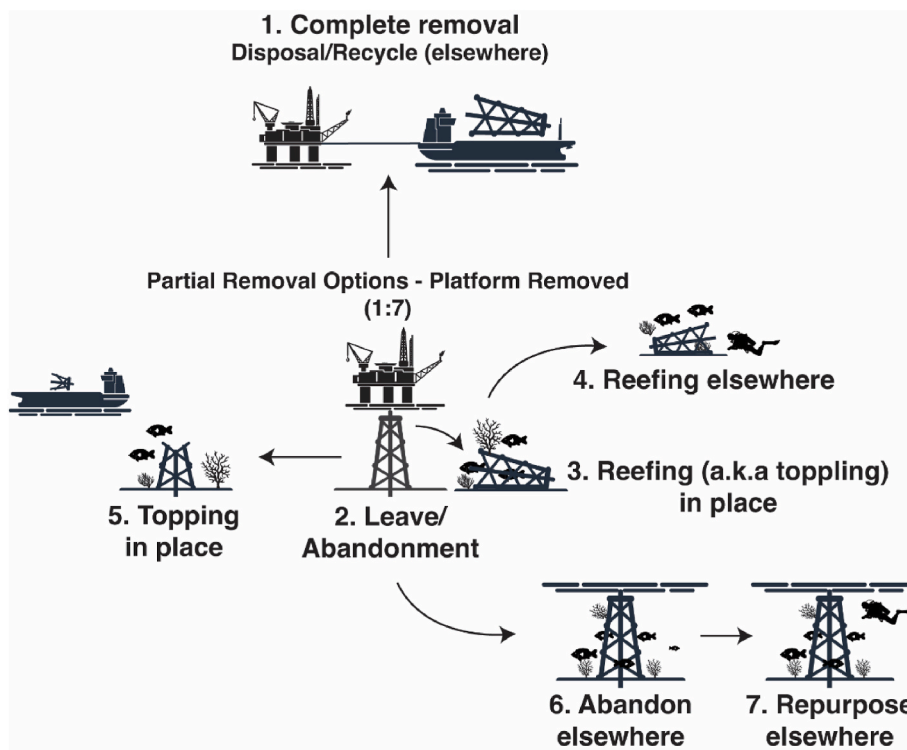 1. Complete removal
Disposal/Recycle (elsewhere)
Partial Removal Options - Platform Removed
(1:7)
4. Reefing elsewhere
3. Reefing (a.k.a toppling)
in place
5. Topping
in place
2. Leave/
Abandonment
6. Abandon
elsewhere
7. Repurpose
elsewhere